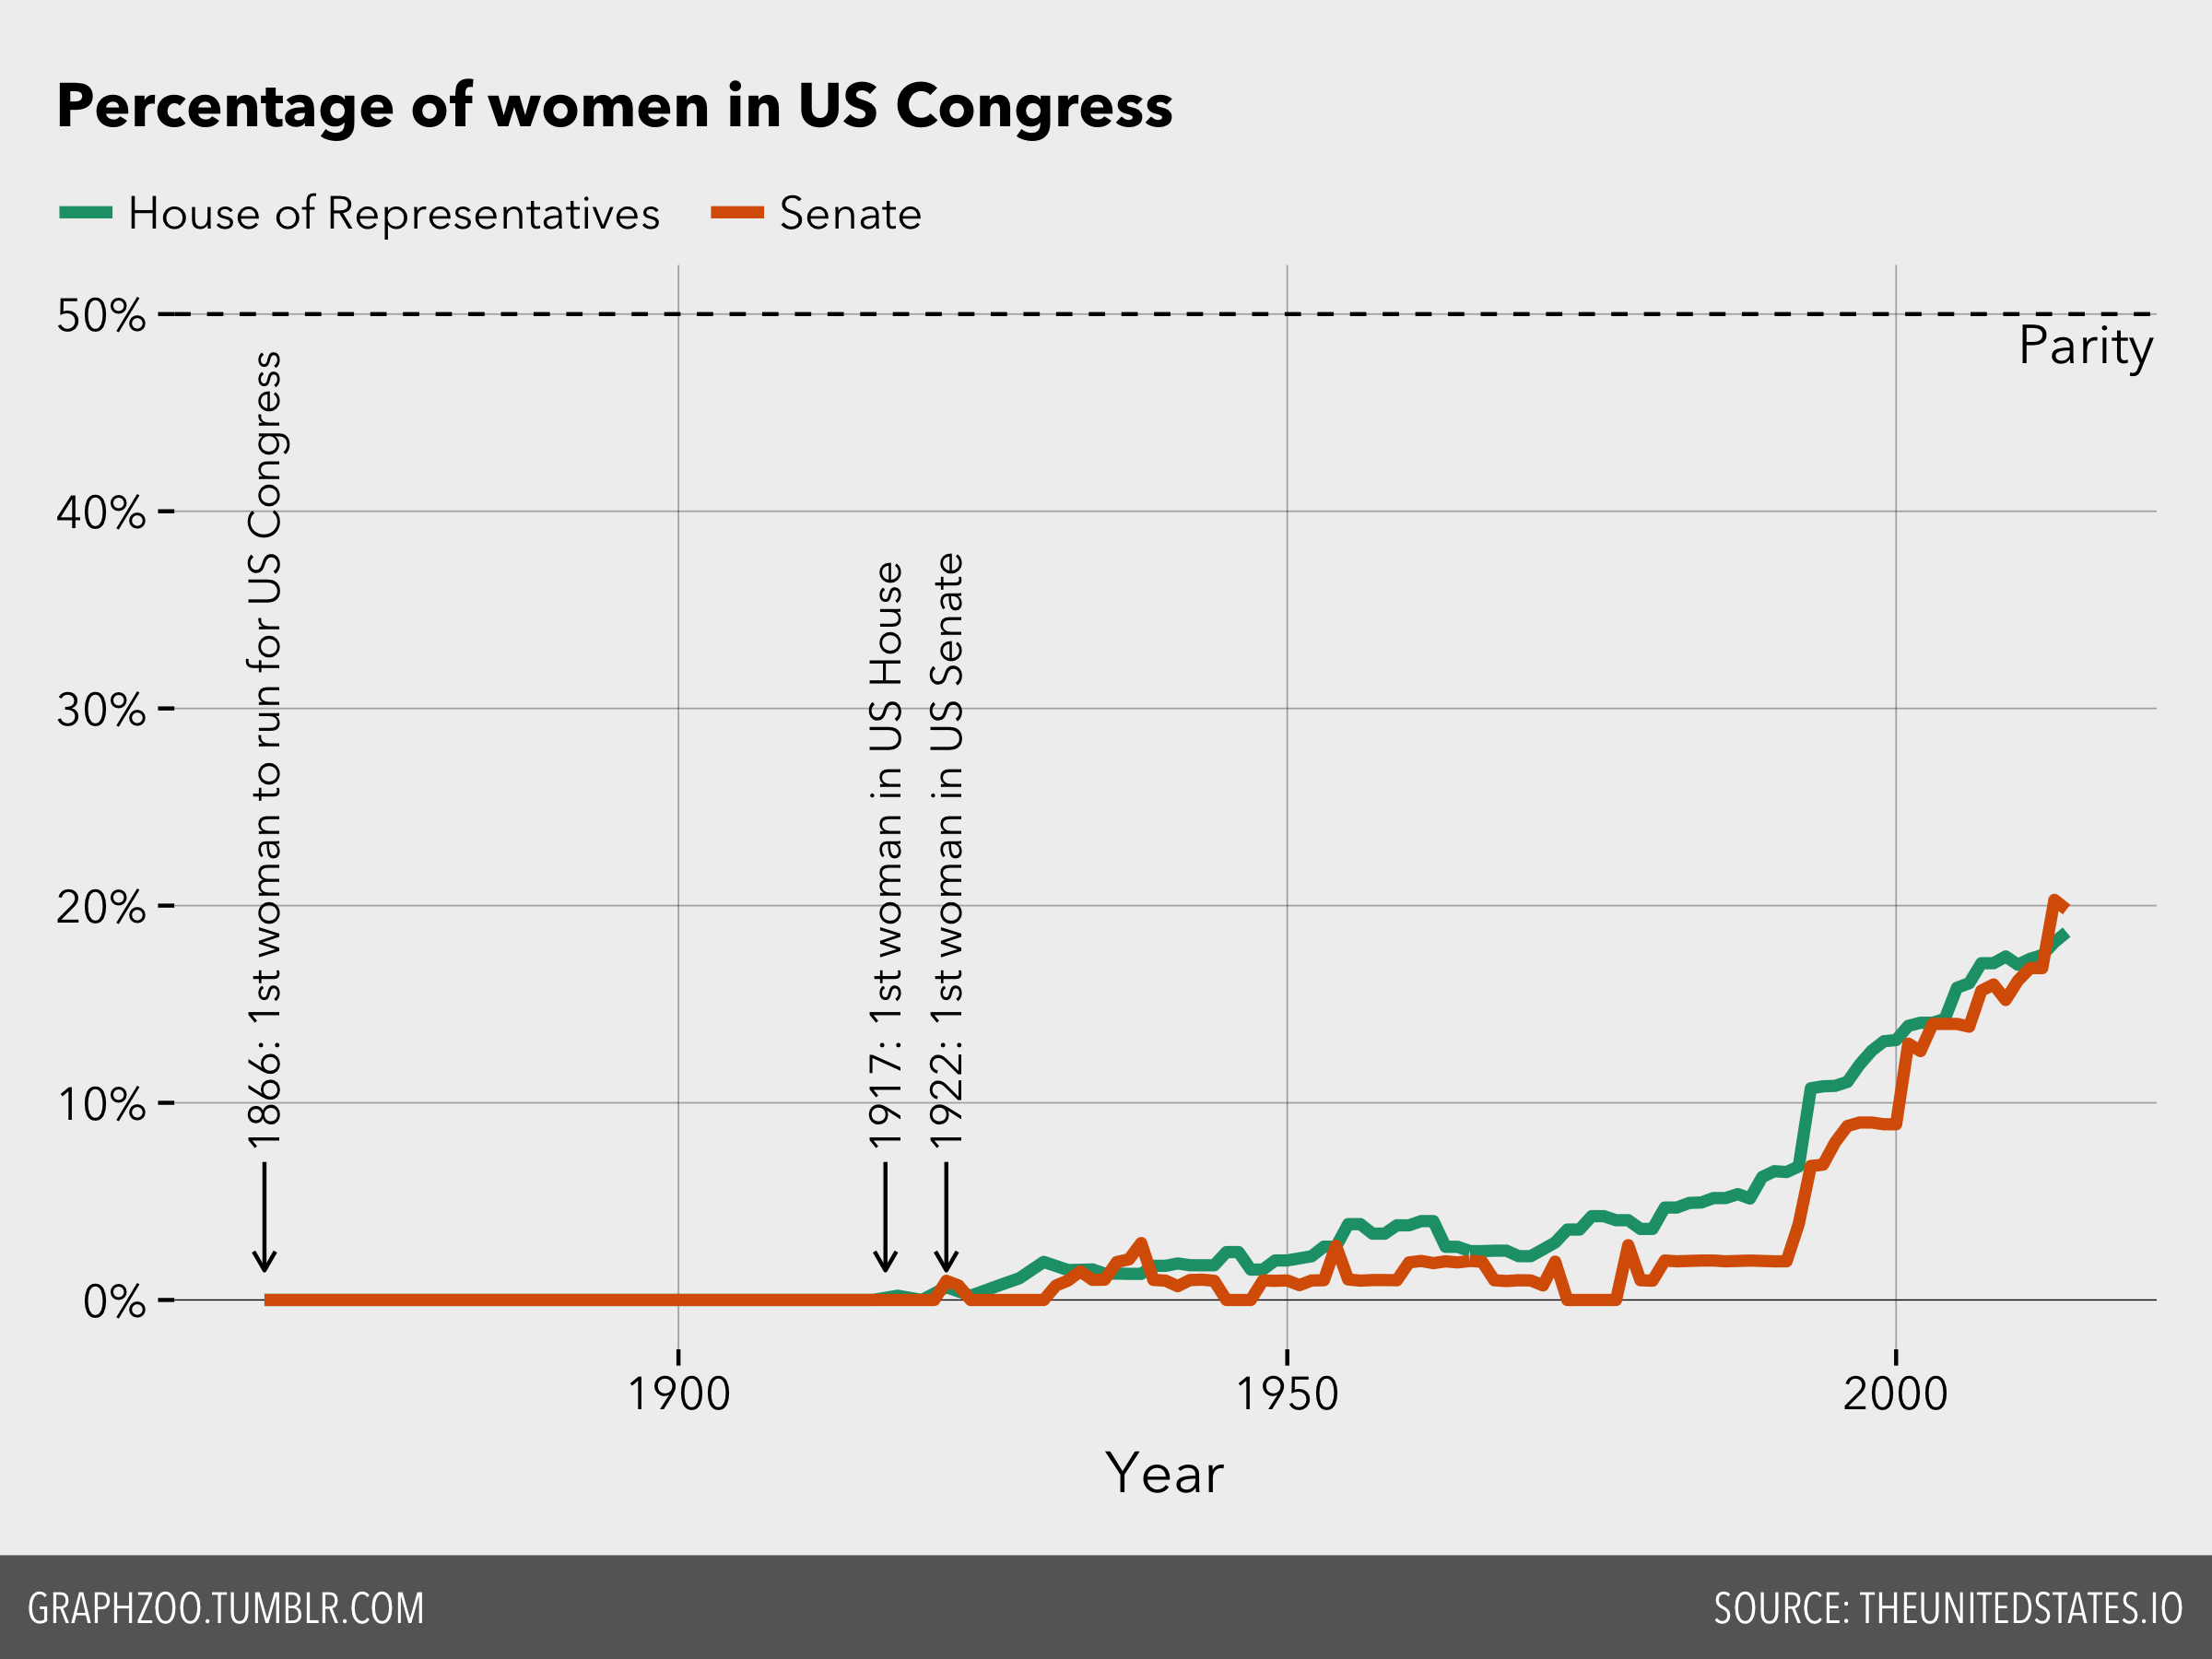 Percentage of women in US Congress
House of Representatives
Senate
50%
Parity
40%
30%
20%
10%
0%
1866: 1st woman to run for US Congress
1917: 1st woman in US House
1922: 1st woman in US Senate
1900
1950
2000
Year
GRAPHZOO.TUMBLR.COM
SOURCE: THEUNITEDSTATES.IO